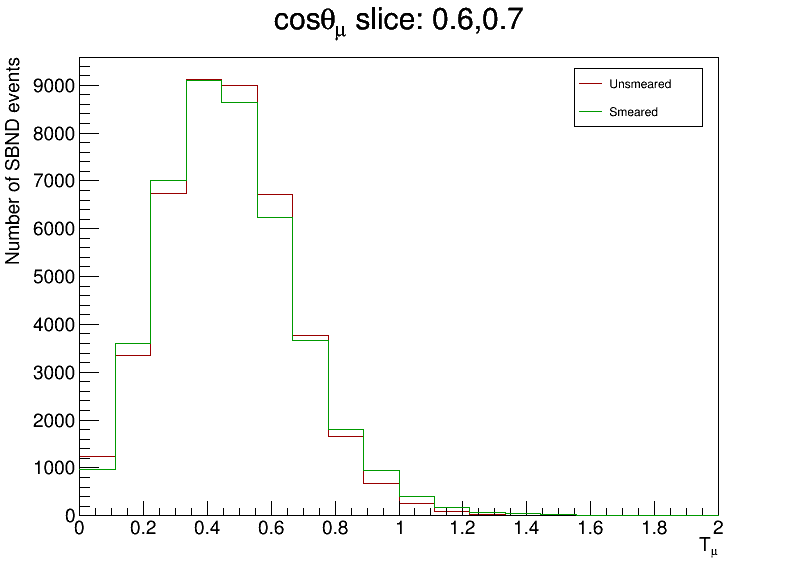 cosθμ slice: 0.6,0.7
Number of SBND events
Unsmeared
Smeared
9000
8000
7000
6000
5000
4000
3000
2000
1000
0
0 0.2 0.4 0.6 0.8 1 1.2 1.4 1.6 1.8 2
Tμ